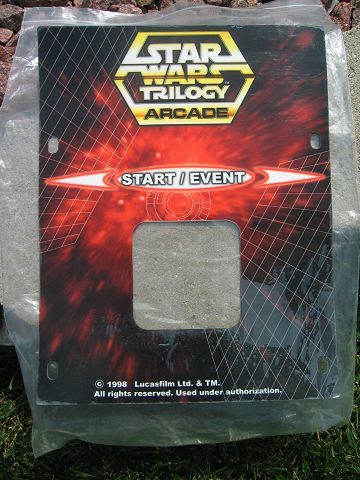 STAR
WARS
TRILOGY
ARCADE
START / EVENT
© 1998 Lucasfilm Ltd. & TM.
All rights reserved. Used under authorization.